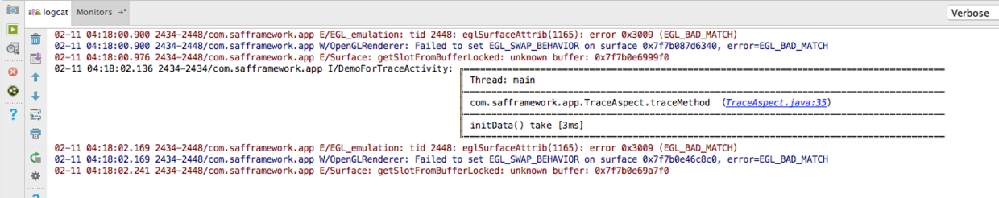 logcat
Monitors
Verbose
02-11 04:18:00.900 2434-2448/com.safframework.app E/EGL_emulation: tid 2448: eglSurfaceAttrib(1165): error 0x3009 (EGL_BAD_MATCH)
02-11 04:18:00.900 2434-2448/com.safframework.app W/OpenGLRenderer: Failed to set EGL_SWAP_BEHAVIOR on surface 0x7f7b087d6340, error=EGL_BAD_MATCH
02-11 04:18:00.976 2434-2448/com.safframework.app E/Surface: getSlotFromBufferLocked: unknown buffer: 0x7f7b0e6999f0
02-11 04:18:02.136 2434-2434/com.safframework.app I/DemoForTraceActivity:
Thread: main
com.safframework.app.TraceAspect.traceMethod (TraceAspect.java:35)
initData() take [3ms]
02-11 04:18:02.169 2434-2448/com.safframework.app E/EGL_emulation: tid 2448: eglSurfaceAttrib(1165): error 0x3009 (EGL_BAD_MATCH)
02-11 04:18:02.169 2434-2448/com.safframework.app W/OpenGLRenderer: Failed to set EGL_SWAP_BEHAVIOR on surface 0x7f7b0e46c8c0, error=EGL_BAD_MATCH
02-11 04:18:02.241 2434-2448/com.safframework.app E/Surface: getSlotFromBufferLocked: unknown buffer: 0x7f7b0e69a7f0